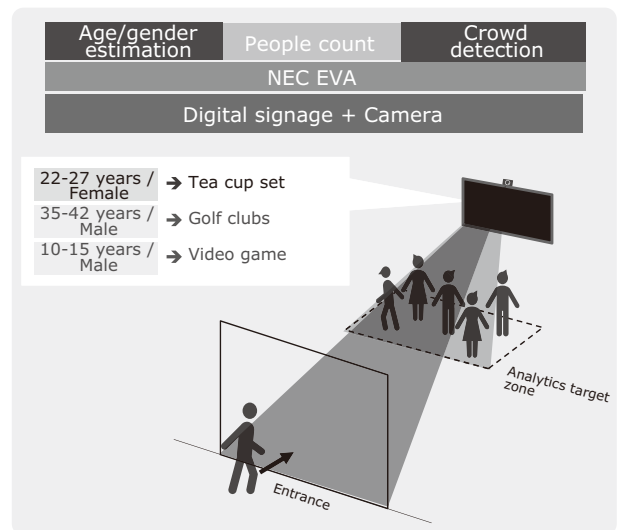 Age/gender
estimation
People count
Crowd
detection
NEC EVA
Digital signage + Camera
22-27 years /
Female
➔ Tea cup set
35-42 years /
Male
➔ Golf clubs
10-15 years /
Male
➔ Video game
Analytics target
zone
Entrance